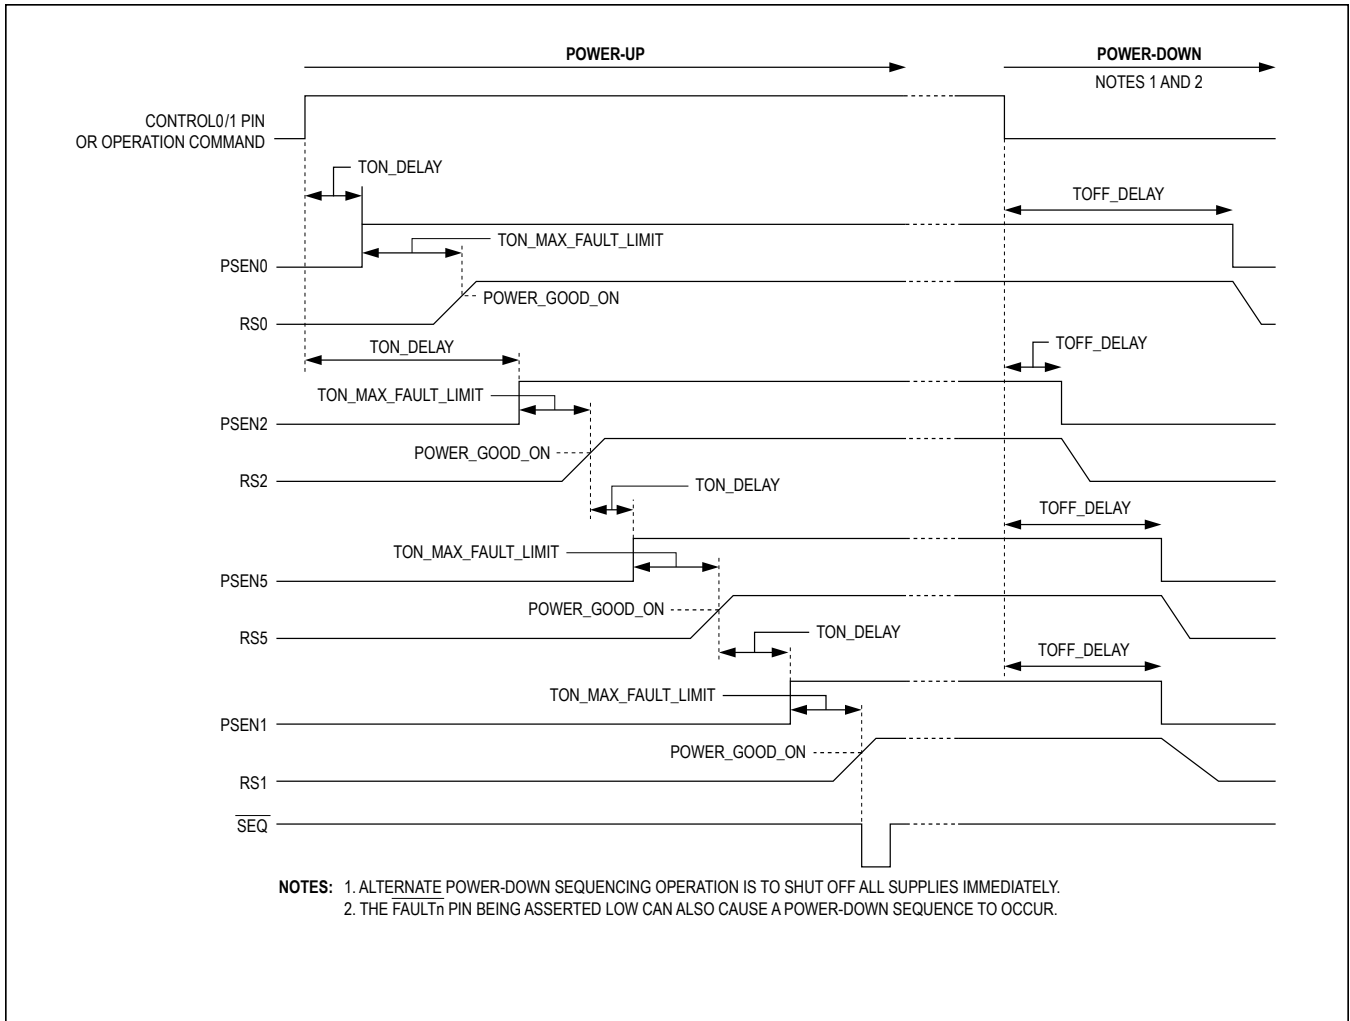 POWER-UP
POWER-DOWN
NOTES 1 AND 2
CONTROL0/1 PIN
OR OPERATION COMMAND
TON_DELAY
TOFF_DELAY
TON_MAX_FAULT_LIMIT
PSEN0
POWER_GOOD_ON
RS0
TON_DELAY
TOFF_DELAY
TON_MAX_FAULT_LIMIT
PSEN2
POWER_GOOD_ON
RS2
TON_DELAY
TOFF_DELAY
TON_MAX_FAULT_LIMIT
PSEN5
POWER_GOOD_ON
RS5
TON_DELAY
TOFF_DELAY
TON_MAX_FAULT_LIMIT
PSEN1
POWER_GOOD_ON
RS1
SEQ
NOTES: 1. ALTERNATE POWER-DOWN SEQUENCING OPERATION IS TO SHUT OFF ALL SUPPLIES IMMEDIATELY.
2. THE FAULTn PIN BEING ASSERTED LOW CAN ALSO CAUSE A POWER-DOWN SEQUENCE TO OCCUR.